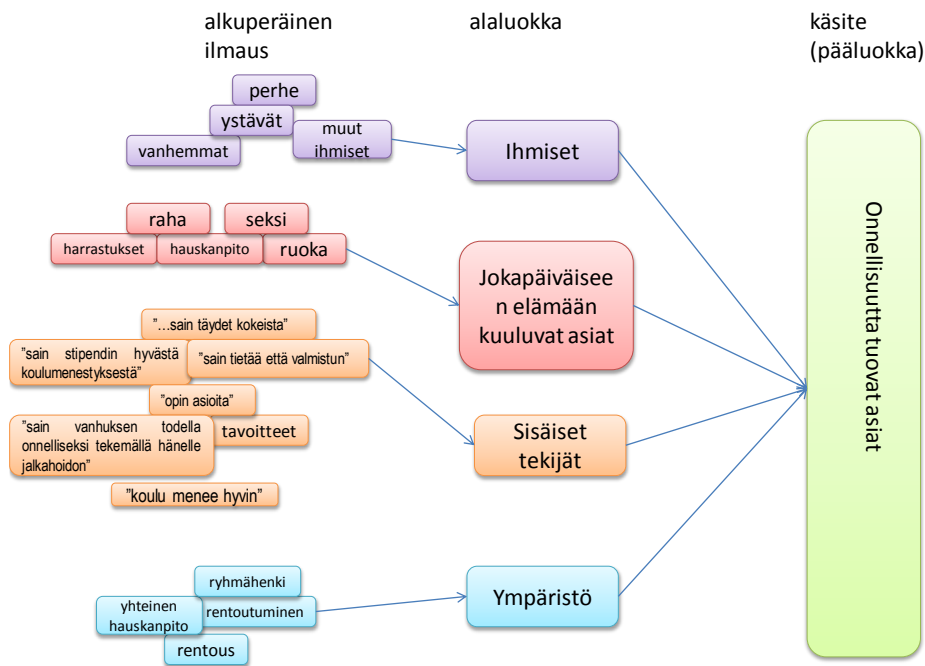 alkuperäinen
ilmaus
alaluokka
käsite
(pääluokka)
perhe
ystävät
muut
ihmiset
vanhemmat
Ihmiset
raha
seksi
harrastukset
hauskanpito
ruoka
Jokapäiväisee
n elämään
kuuluvat asiat
"...sain täydet kokeista"
"sain stipendin hyvästä
koulumenestyksestä"
"sain tietää että valmistun"
"opin asioita"
"sain vanhuksen todella
onnelliseksi tekemällä hänelle
jalkahoidon"
tavoitteet
"koulu menee hyvin"
Sisäiset
tekijät
ryhmähenki
yhteinen
hauskanpito
rentoutuminen
rentous
Ympäristö
Onnellisuutta tuovat asiat